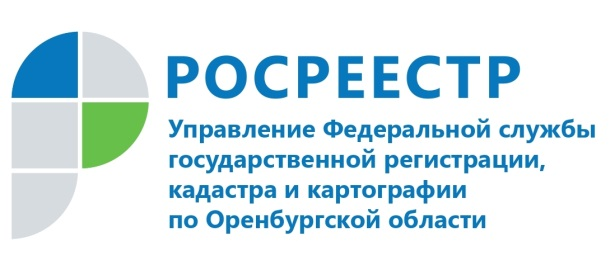 РОСРЕЕСТР
Управление Федеральной службы
государственной регистрации,
кадастра и картографии
по Оренбургской области